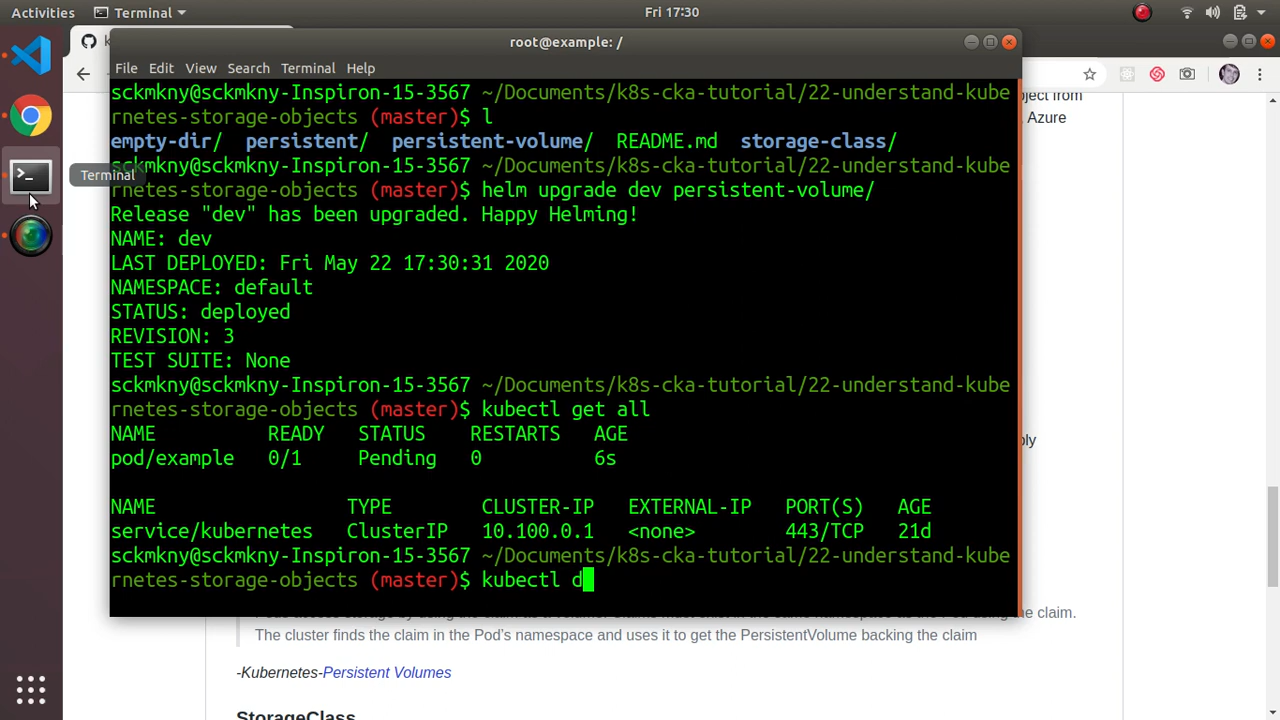 Activities
Terminal
Fri 17:30
root@example: /
File Edit View Search Terminal Help
Terminal
sckmkny@sckmkny-Inspiron-15-3567 ~/Documents/k8s-cka-tutorial/22-understand-kube
rnetes-storage-objects (master)$ l
empty-dir/ persistent/ persistent-volume/ README.md storage-class/
sckmkny@sckmkny-Inspiron-15-3567 ~/Documents/k8s-cka-tutorial/22-understand-kube
rnetes-storage-objects (master)$ helm upgrade dev persistent-volume/
Release "dev" has been upgraded. Happy Helming!
NAME: dev
LAST DEPLOYED: Fri May 22 17:30:31 2020
NAMESPACE: default
STATUS: deployed
REVISION: 3
TEST SUITE: None
sckmkny@sckmkny-Inspiron-15-3567 ~/Documents/k8s-cka-tutorial/22-understand-kube
rnetes-storage-objects (master)$ kubectl get all
NAME READY STATUS RESTARTS AGE
pod/example 0/1 Pending 0 6s
NAME TYPE CLUSTER-IP EXTERNAL-IP PORT(S) AGE
service/kubernetes ClusterIP 10.100.0.1 <none> 443/TCP 21d
sckmkny@sckmkny-Inspiron-15-3567 ~/Documents/k8s-cka-tutorial/22-understand-kube
rnetes-storage-objects (master)$ kubectl d
object from
Azure
the claim.
The cluster finds the claim in the Pod's namespace and uses it to get the PersistentVolume backing the claim
-Kubernetes-Persistent Volumes
StorageClass